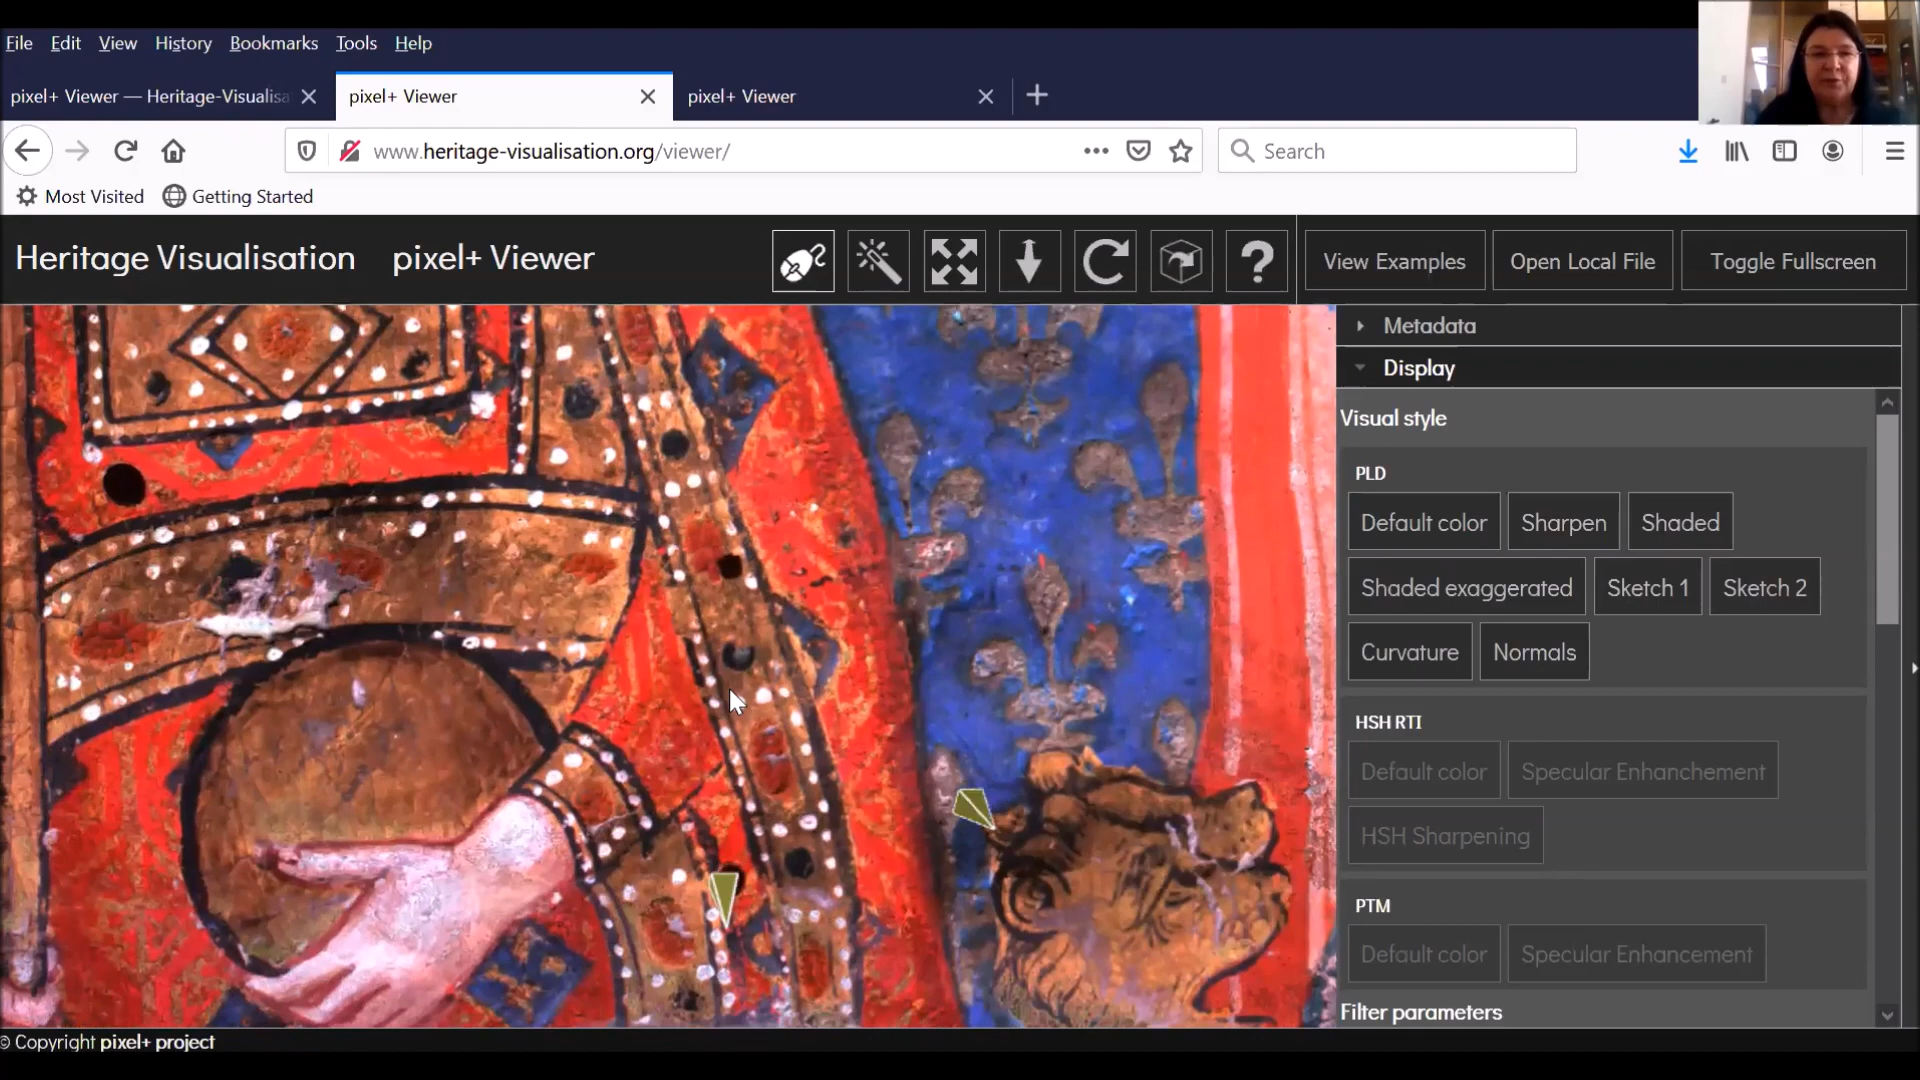 File Edit View History Bookmarks Tools Help
pixel+ Viewer — Heritage-Visualisa
pixel+ Viewer
pixel+ Viewer
www.heritage-visualisation.org/viewer/
Search
Most Visited Getting Started
Heritage Visualisation pixel+ Viewer
?
View Examples Open Local File Toggle Fullscreen
Metadata
Display
Visual style
PLD
Default color Sharpen Shaded
Shaded exaggerated Sketch 1 Sketch 2
Curvature Normals
HSH RTI
Default color Specular Enhanchement
HSH Sharpening
PTM
Default color Specular Enhancement
Filter parameters
© Copyright pixel+ project